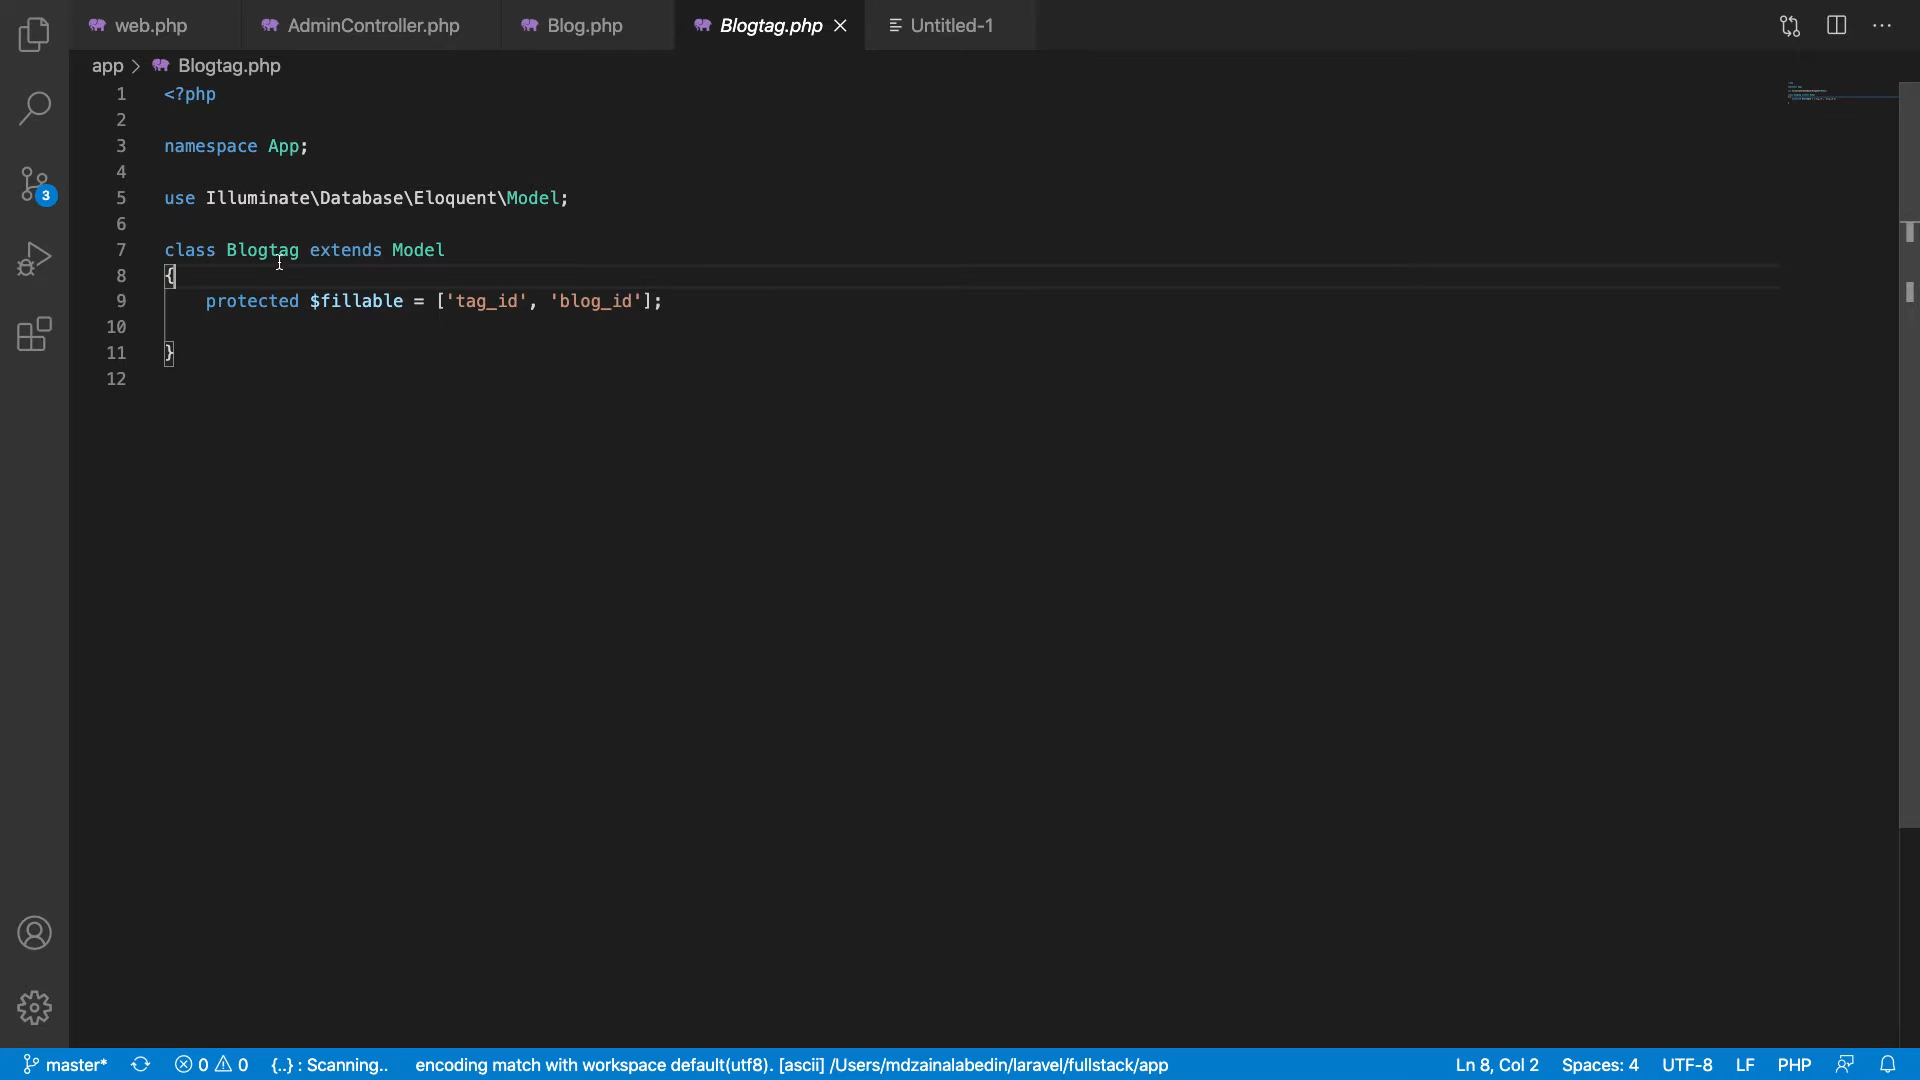 web.php AdminController.php Blog.php Blogtag.php Untitled-1
app > Blogtag.php
1 <?php
2
3 namespace App;
4
5 use Illuminate\Database\Eloquent\Model;
6
7 class Blogtag extends Model
8 {
9 protected $fillable = ['tag_id', 'blog_id'];
10
11 }
12
3
master* 0 0 {..} : Scanning.. encoding match with workspace default(utf8). [ascii] /Users/mdzainalabedin/laravel/fullstack/app Ln 8, Col 2 Spaces: 4 UTF-8 LF PHP